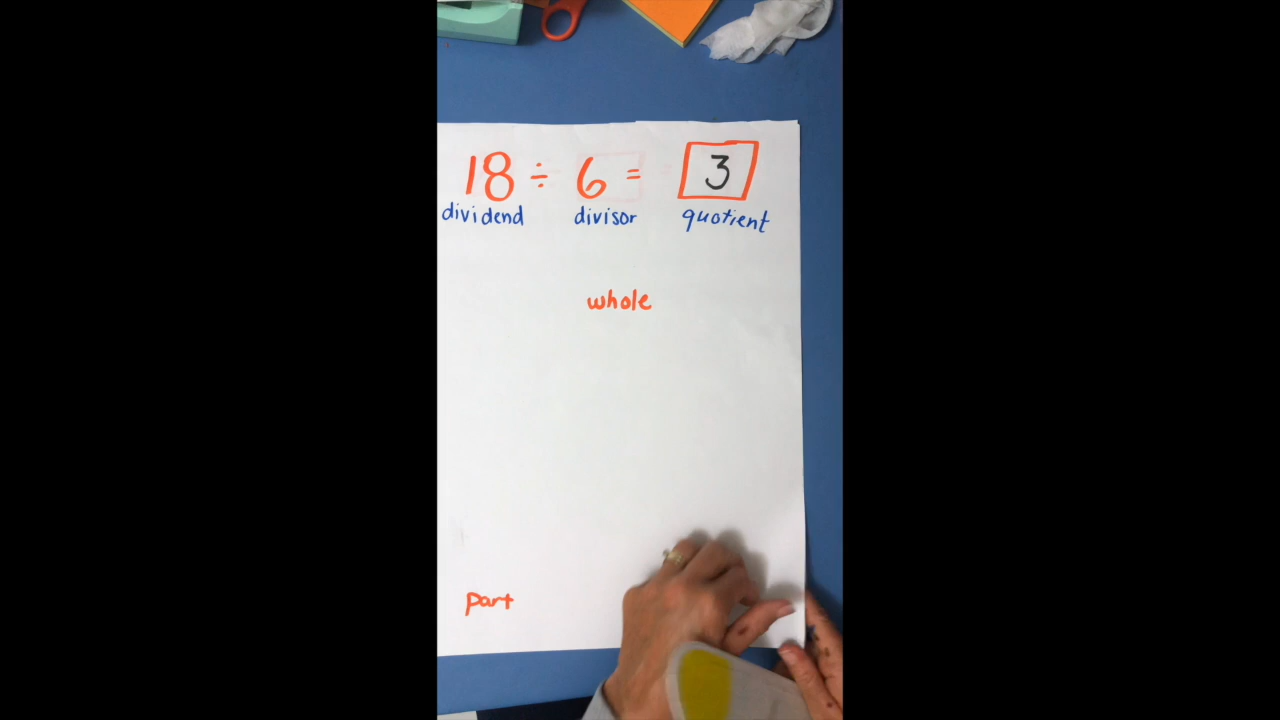 18 ÷ 6 = 3
dividend divisor quotient
whole
part